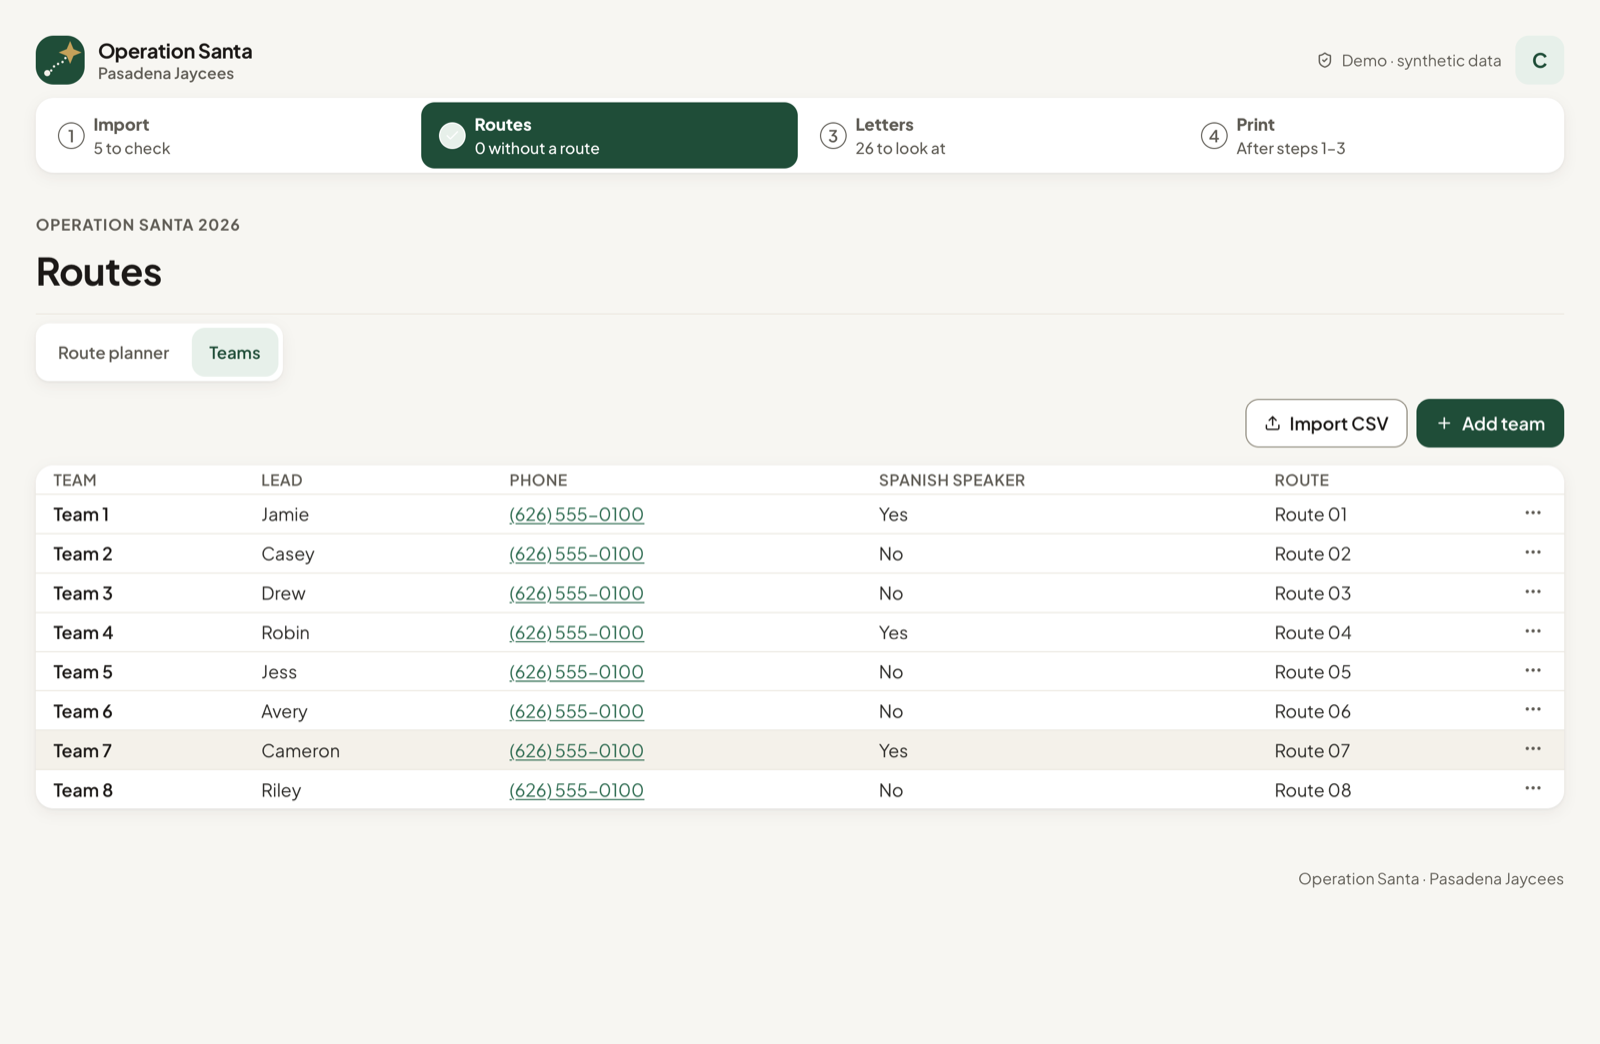 Operation Santa
Pasadena Jaycees
Demo · synthetic data
C
1
Import
5 to check
Routes
0 without a route
3
Letters
26 to look at
4
Print
After steps 1–3
OPERATION SANTA 2026
Routes
Route planner
Teams
Import CSV
+ Add team
TEAM LEAD PHONE SPANISH SPEAKER ROUTE
Team 1 Jamie (626) 555-0100 Yes Route 01 ...
Team 2 Casey (626) 555-0100 No Route 02 ...
Team 3 Drew (626) 555-0100 No Route 03 ...
Team 4 Robin (626) 555-0100 Yes Route 04 ...
Team 5 Jess (626) 555-0100 No Route 05 ...
Team 6 Avery (626) 555-0100 No Route 06 ...
Team 7 Cameron (626) 555-0100 Yes Route 07 ...
Team 8 Riley (626) 555-0100 No Route 08 ...
Operation Santa · Pasadena Jaycees